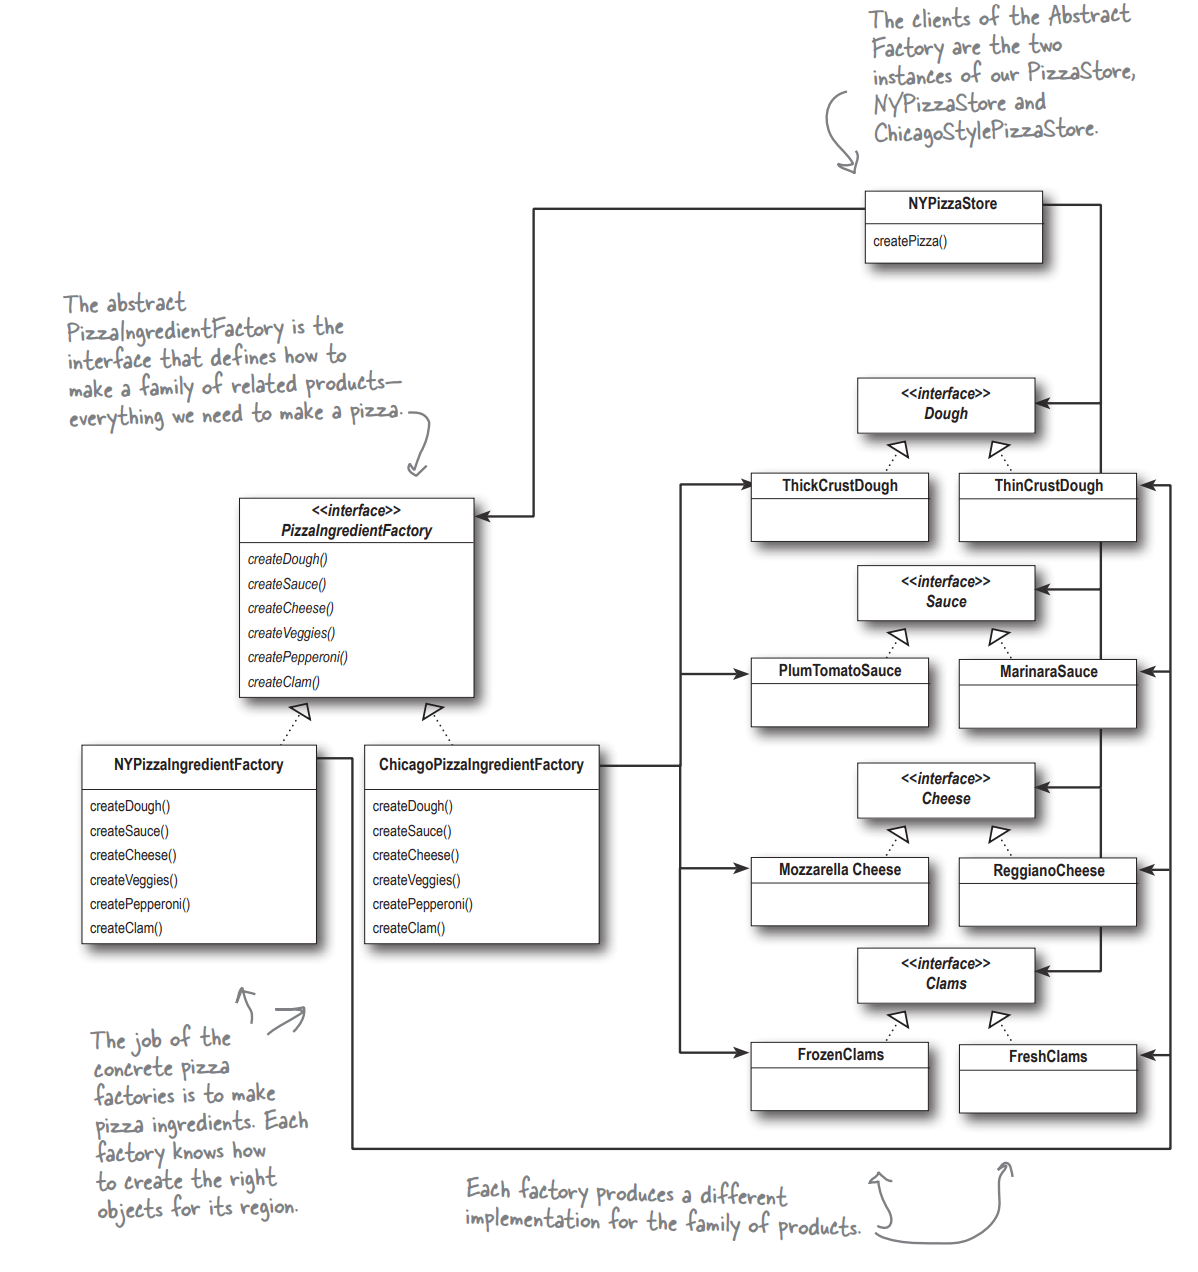 The clients of the Abstract
Factory are the two
instances of our PizzaStore,
NYPizzaStore and
ChicagoStylePizzaStore.
NYPizzaStore
createPizza()
The abstract
PizzaIngredientFactory is the
interface that defines how to
make a family of related products—
everything we need to make a pizza.
<<interface>>
PizzaIngredientFactory
createDough()
createSauce()
createCheese()
createVeggies()
createPepperoni()
createClam()
NYPizzaIngredientFactory
createDough()
createSauce()
createCheese()
createVeggies()
createPepperoni()
createClam()
ChicagoPizzaIngredientFactory
createDough()
createSauce()
createCheese()
createVeggies()
createPepperoni()
createClam()
<<interface>>
Dough
ThickCrustDough
ThinCrustDough
<<interface>>
Sauce
PlumTomatoSauce
MarinaraSauce
<<interface>>
Cheese
Mozzarella Cheese
ReggianoCheese
<<interface>>
Clams
FrozenClams
FreshClams
The job of the
concrete pizza
factories is to make
pizza ingredients. Each
factory knows how
to create the right
objects for its region.
Each factory produces a different
implementation for the family of products.